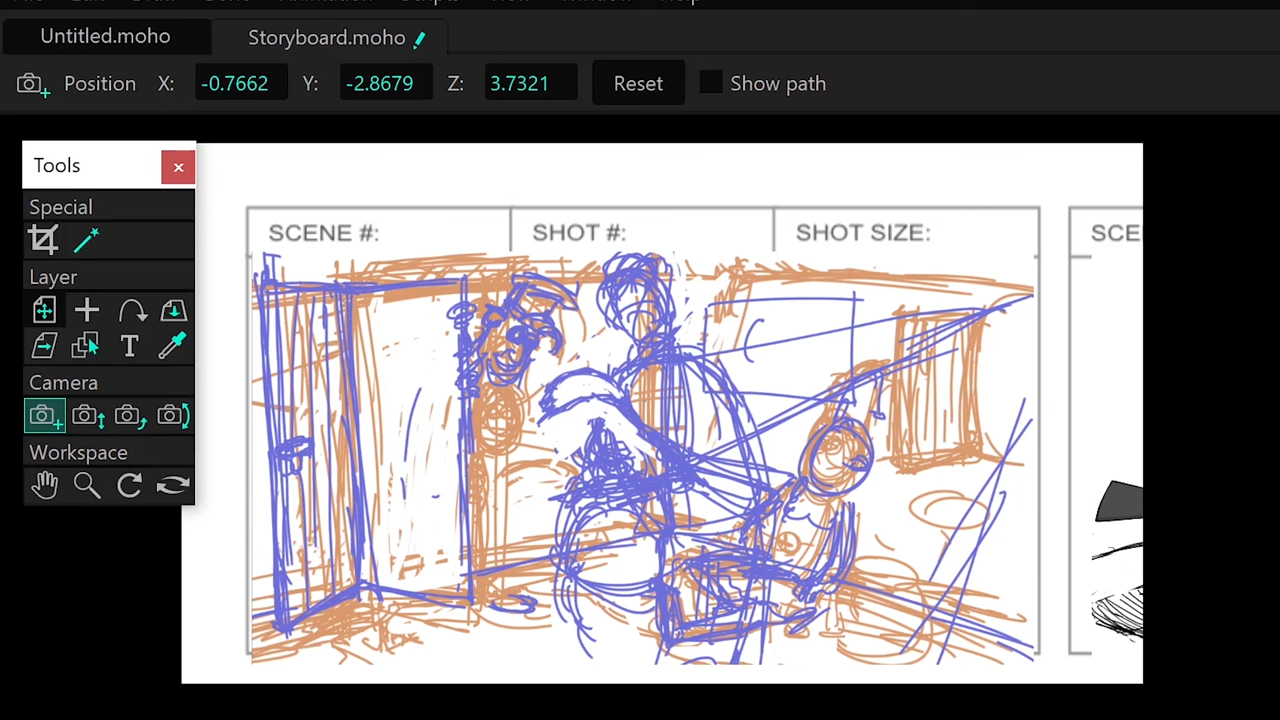 Untitled.moho
Storyboard.moho
Position X: -0.7662 Y: -2.8679 Z: 3.7321 Reset Show path
Tools
Special
Layer
T
Camera
Workspace
SCENE #: SHOT #: SHOT SIZE: SCE